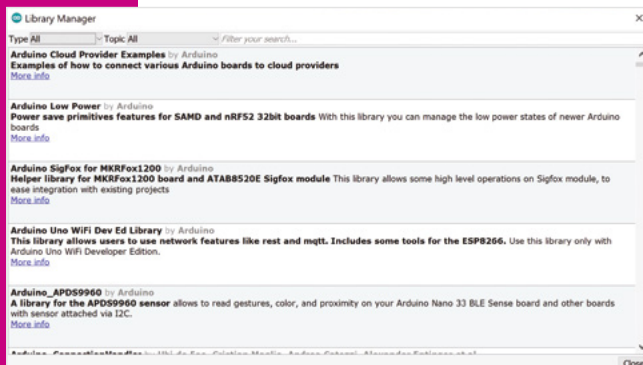 Library Manager
Type All Topic All Filter your search...
Arduino Cloud Provider Examples by Arduino
Examples of how to connect various Arduino boards to cloud providers
More info
Arduino Low Power by Arduino
Power save primitives features for SAMD and nRF52 32bit boards With this library you can manage the low power states of newer Arduino
boards
More info
Arduino SigFox for MKRFox1200 by Arduino
Helper library for MKRFox1200 board and ATAB8520E Sigfox module This library allows some high level operations on Sigfox module, to
ease integration with existing projects
More info
Arduino Uno WiFi Dev Ed Library by Arduino
This library allows users to use network features like rest and mqtt. Includes some tools for the ESP8266. Use this library only with
Arduino Uno WiFi Developer Edition.
More info
Arduino_APDS9960 by Arduino
A library for the APDS9960 sensor allows to read gestures, color, and proximity on your Arduino Nano 33 BLE Sense board and other boards
with sensor attached via I2C.
More info
Close